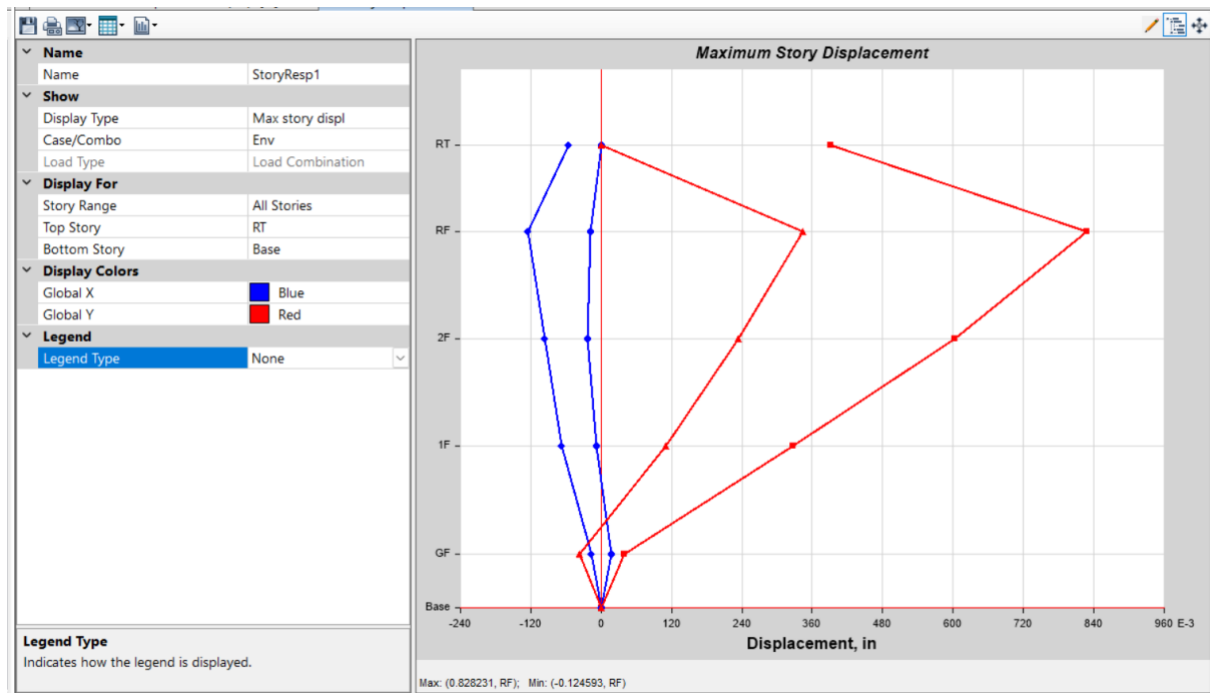 Name
Name StoryResp1
Show
Display Type Max story displ
Case/Combo Env
Load Type Load Combination
Display For
Story Range All Stories
Top Story RT
Bottom Story Base
Display Colors
Global X Blue
Global Y Red
Legend
Legend Type None
Legend Type
Indicates how the legend is displayed.
Maximum Story Displacement
RT
RF
2F
1F
GF
Base
-240 -120 0 120 240 360 480 600 720 840 960 E-3
Displacement, in
Max: (0.828231, RF); Min: (-0.124593, RF)